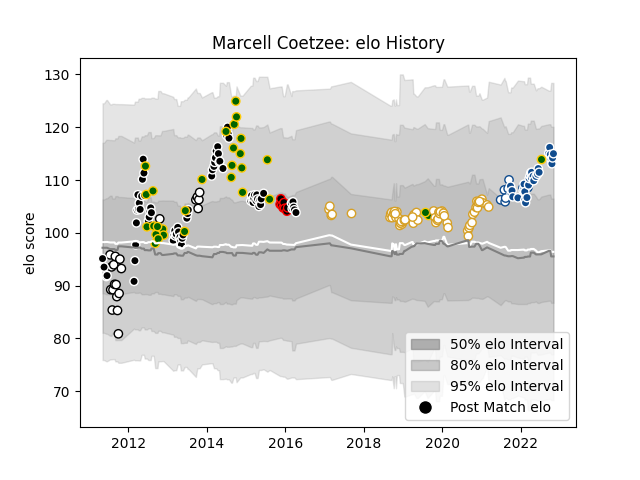 Marcell Coetzee: elo History
elo score
130
120
110
100
90
80
70
50% elo Interval
80% elo Interval
95% elo Interval
Post Match elo
2012 2014 2016 2018 2020 2022